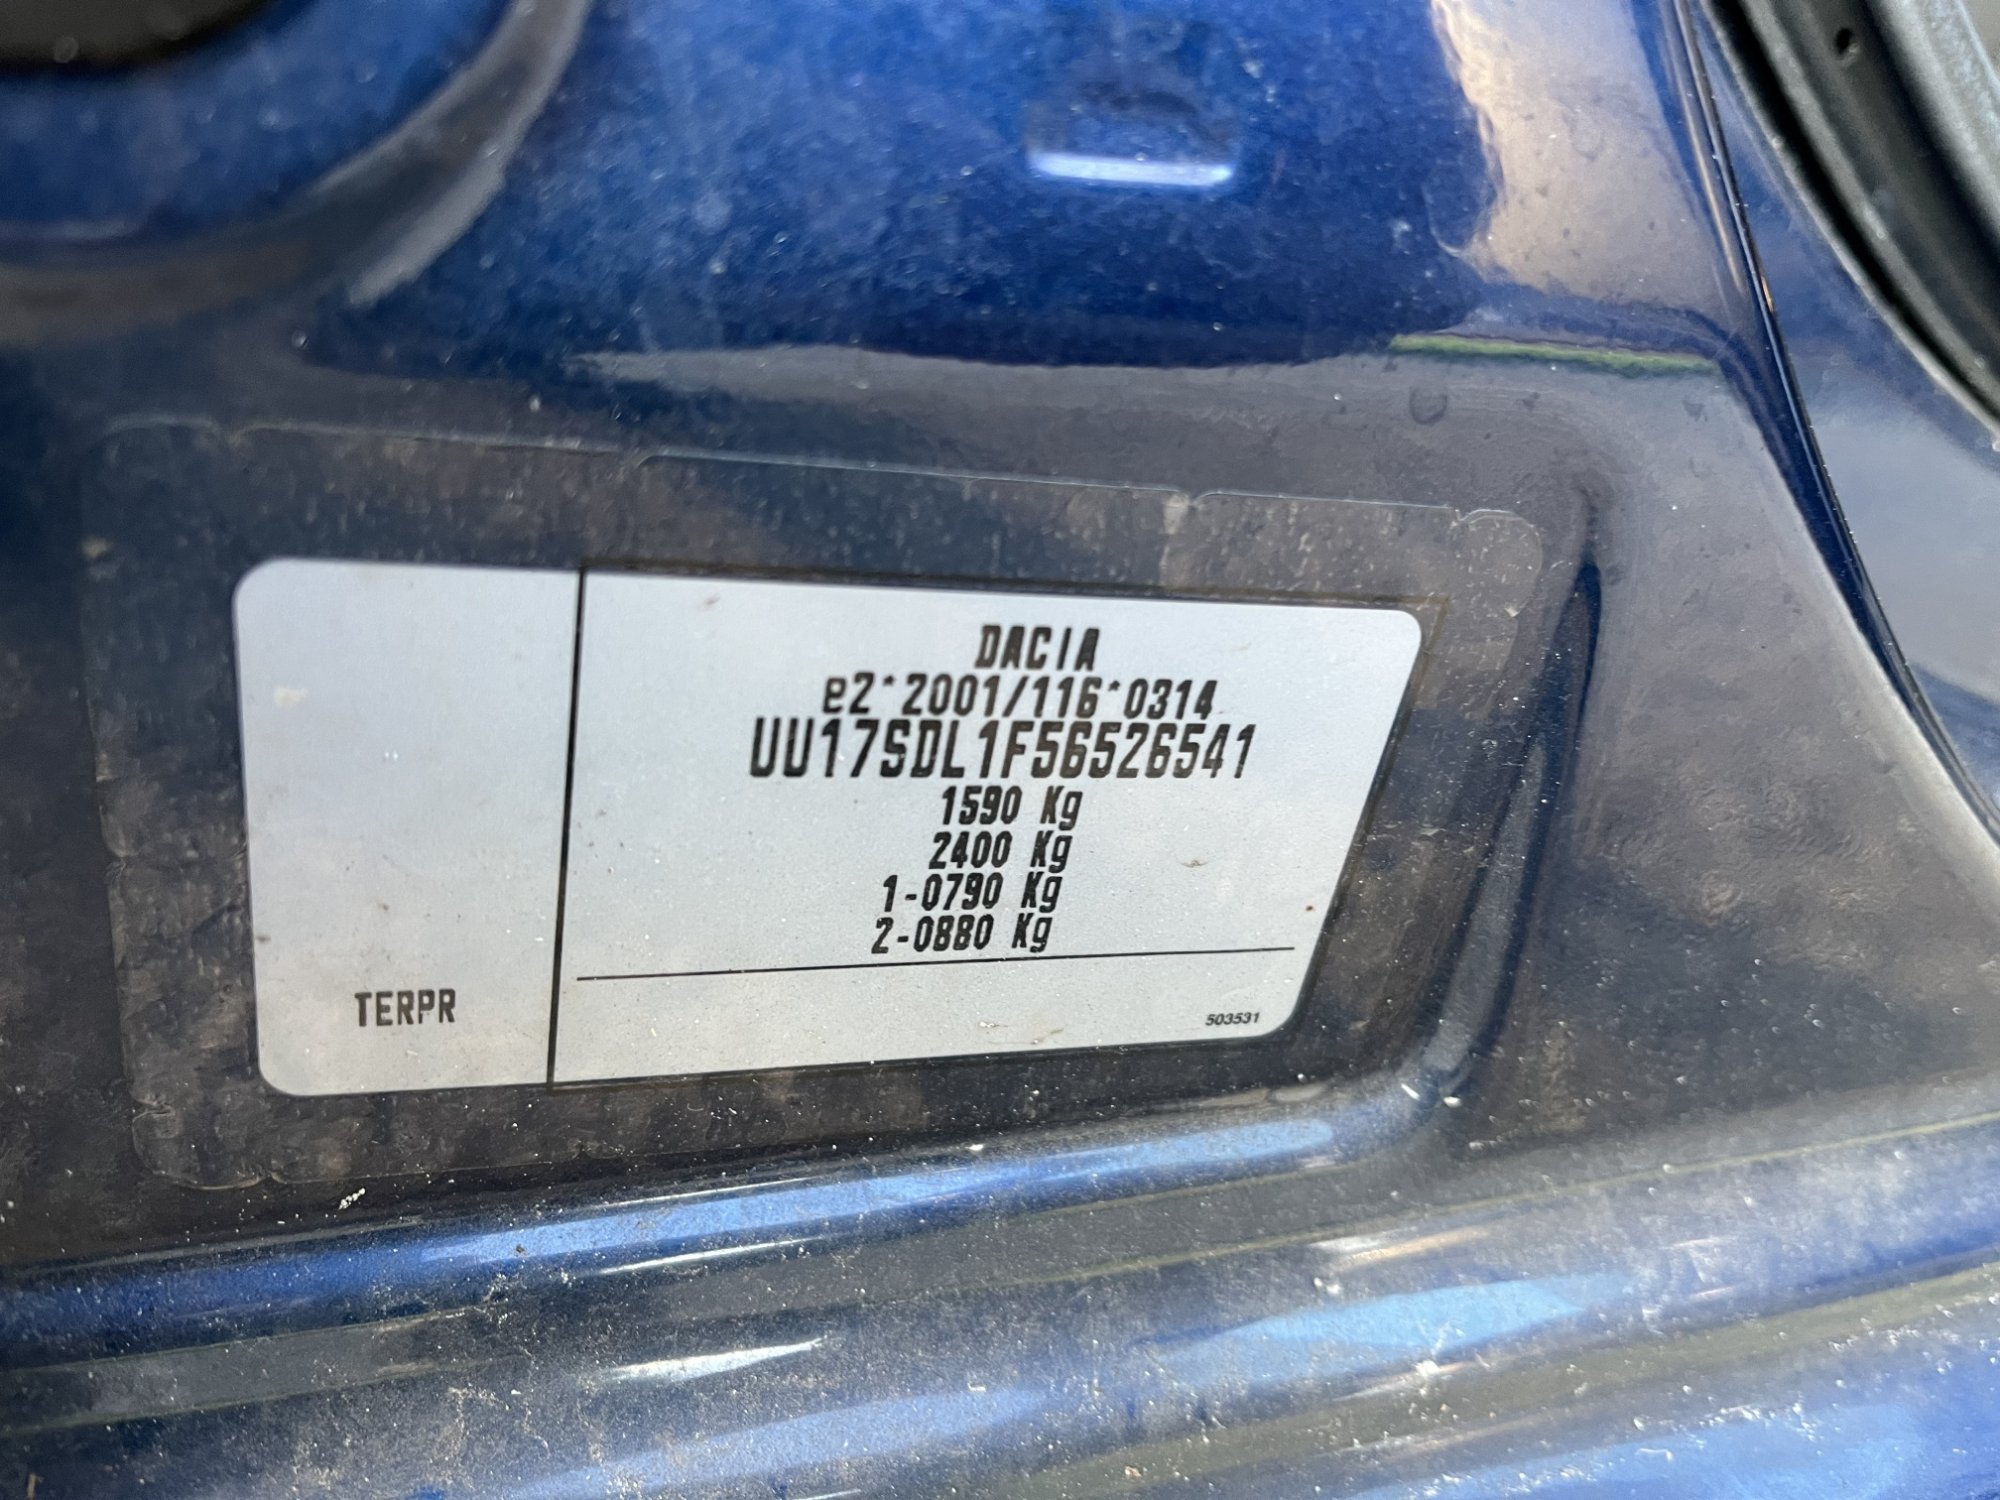 DACIA
e2*2001/116*0314
UU17SDL1F56526541
1590 Kg
2400 Kg
1-0790 Kg
2-0880 Kg
TERPR
503531